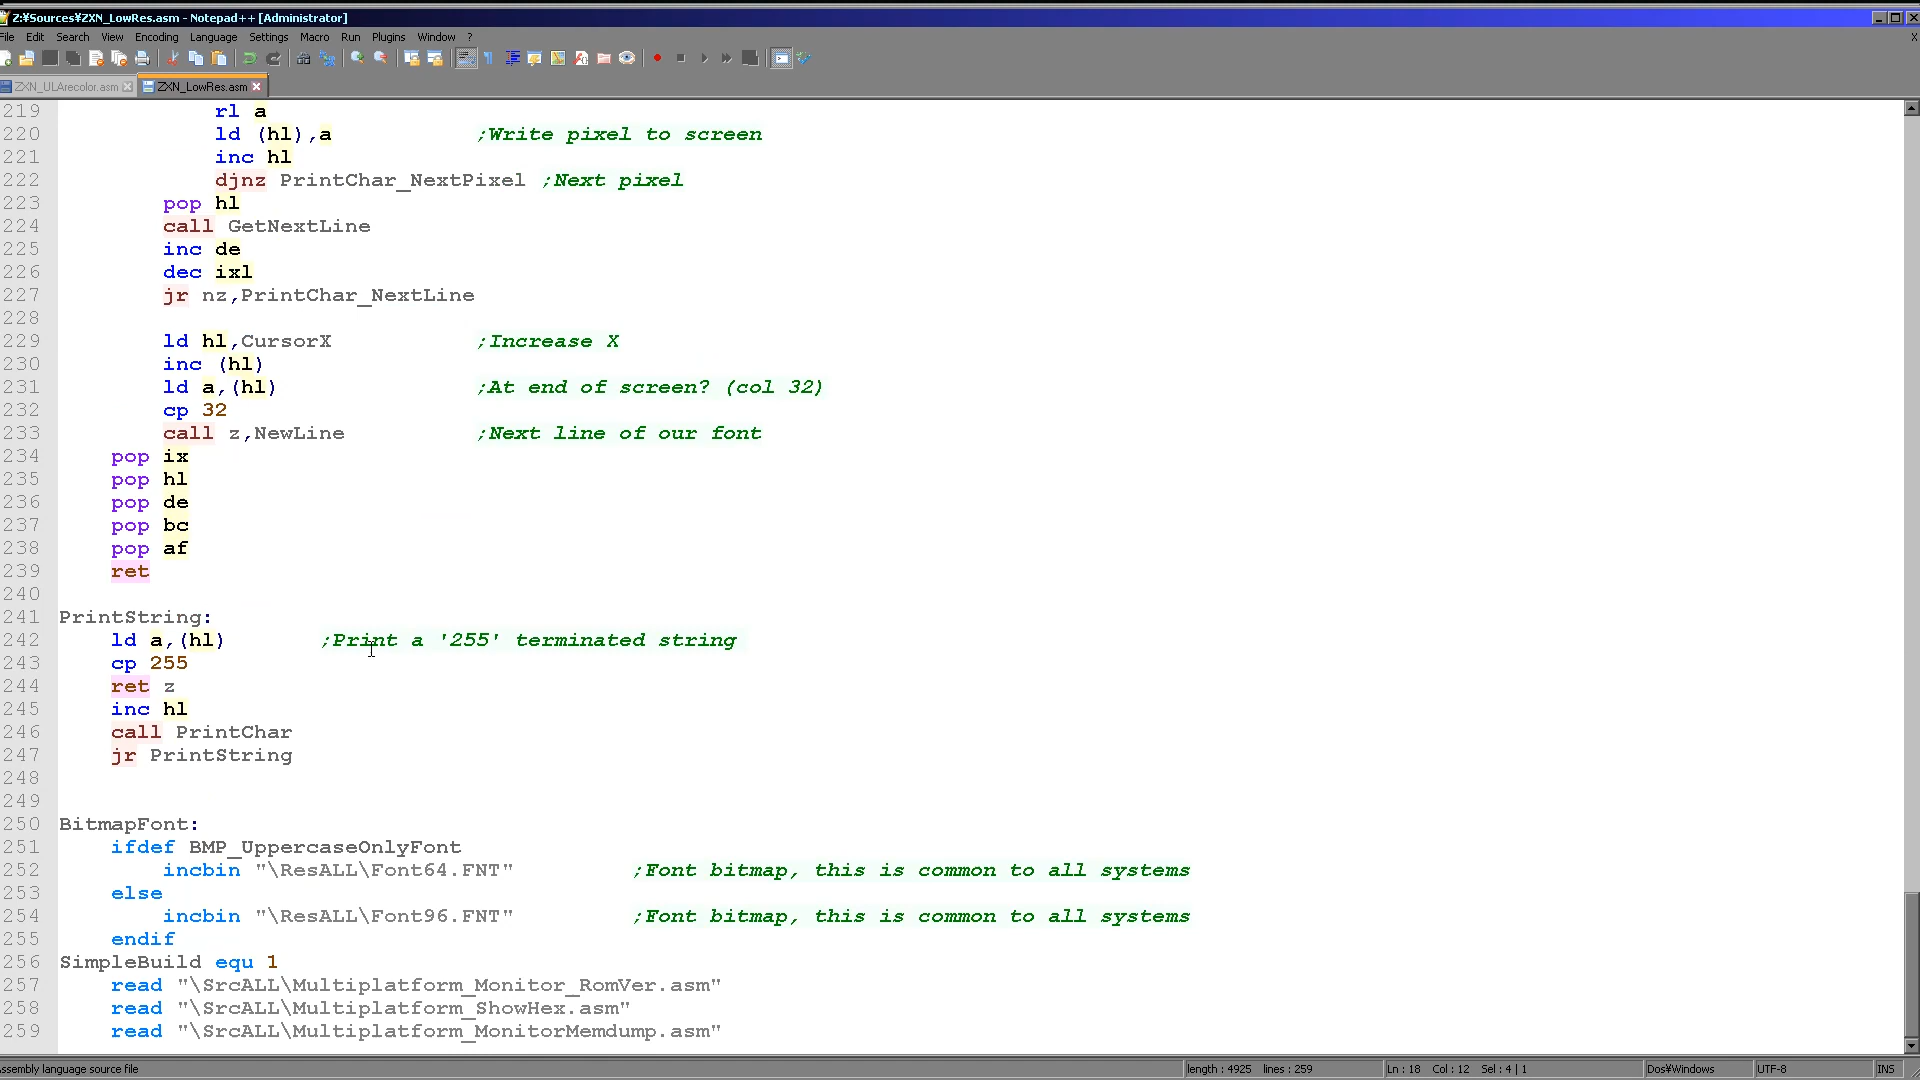 Z:¥Sources¥ZXN_LowRes.asm - Notepad++ [Administrator]
File Edit Search View Encoding Language Settings Macro Run Plugins Window ?
X
ZXN_ULArecolor.asm ZXN_LowRes.asm
219 rl a
220 ld (hl),a ;Write pixel to screen
221 inc hl
222 djnz PrintChar_NextPixel ;Next pixel
223 pop hl
224 call GetNextLine
225 inc de
226 dec ixl
227 jr nz,PrintChar_NextLine
228
229 ld hl,CursorX ;Increase X
230 inc (hl)
231 ld a,(hl) ;At end of screen? (col 32)
232 cp 32
233 call z,NewLine ;Next line of our font
234 pop ix
235 pop hl
236 pop de
237 pop bc
238 pop af
239 ret
240
241 PrintString:
242 ld a,(hl) ;Print a '255' terminated string
243 cp 255
244 ret z
245 inc hl
246 call PrintChar
247 jr PrintString
248
249
250 BitmapFont:
251 ifdef BMP_UppercaseOnlyFont
252 incbin "\ResALL\Font64.FNT" ;Font bitmap, this is common to all systems
253 else
254 incbin "\ResALL\Font96.FNT" ;Font bitmap, this is common to all systems
255 endif
256 SimpleBuild equ 1
257 read "\SrcALL\Multiplatform_Monitor_RomVer.asm"
258 read "\SrcALL\Multiplatform_ShowHex.asm"
259 read "\SrcALL\Multiplatform_MonitorMemdump.asm"
ssembly language source file length : 4925 lines : 259 Ln : 18 Col : 12 Sel : 4 | 1 Dos¥Windows UTF-8 INS